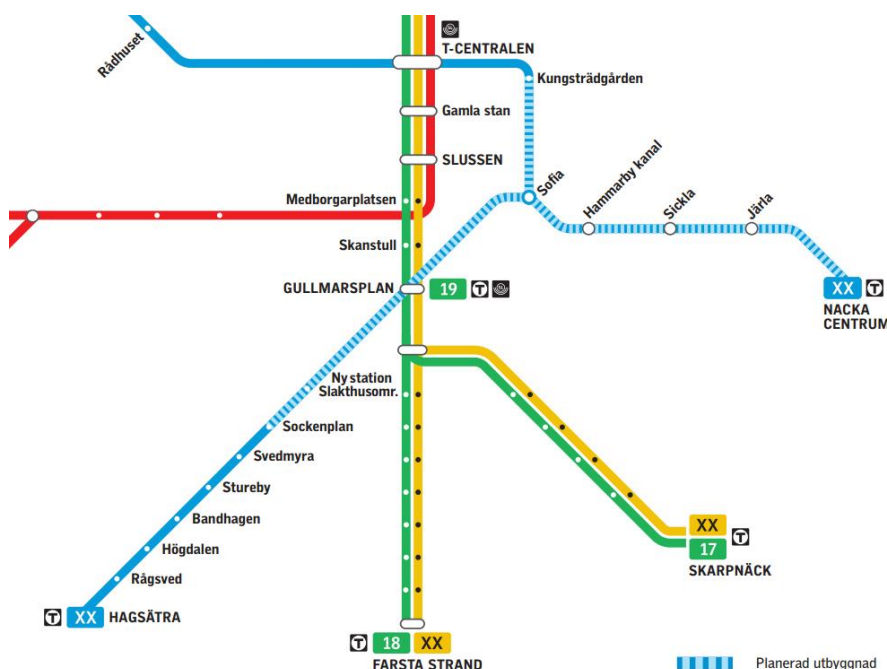 T-CENTRALEN
Rådhuset
Kungsträdgården
Gamla stan
SLUSSEN
Medborgarplatsen
Sofia
Hammarby kanal
Sickla
Järla
Skanstull
GULLMARSPLAN
19
XX
NACKA
CENTRUM
Ny station
Slakthusomr.
Sockenplan
Svedmyra
Stureby
Bandhagen
XX
17
Högdalen
SKARPNÄCK
Rågsved
XX HAGSÄTRA
18 XX
FARSTA STRAND
Planerad utbyggnad